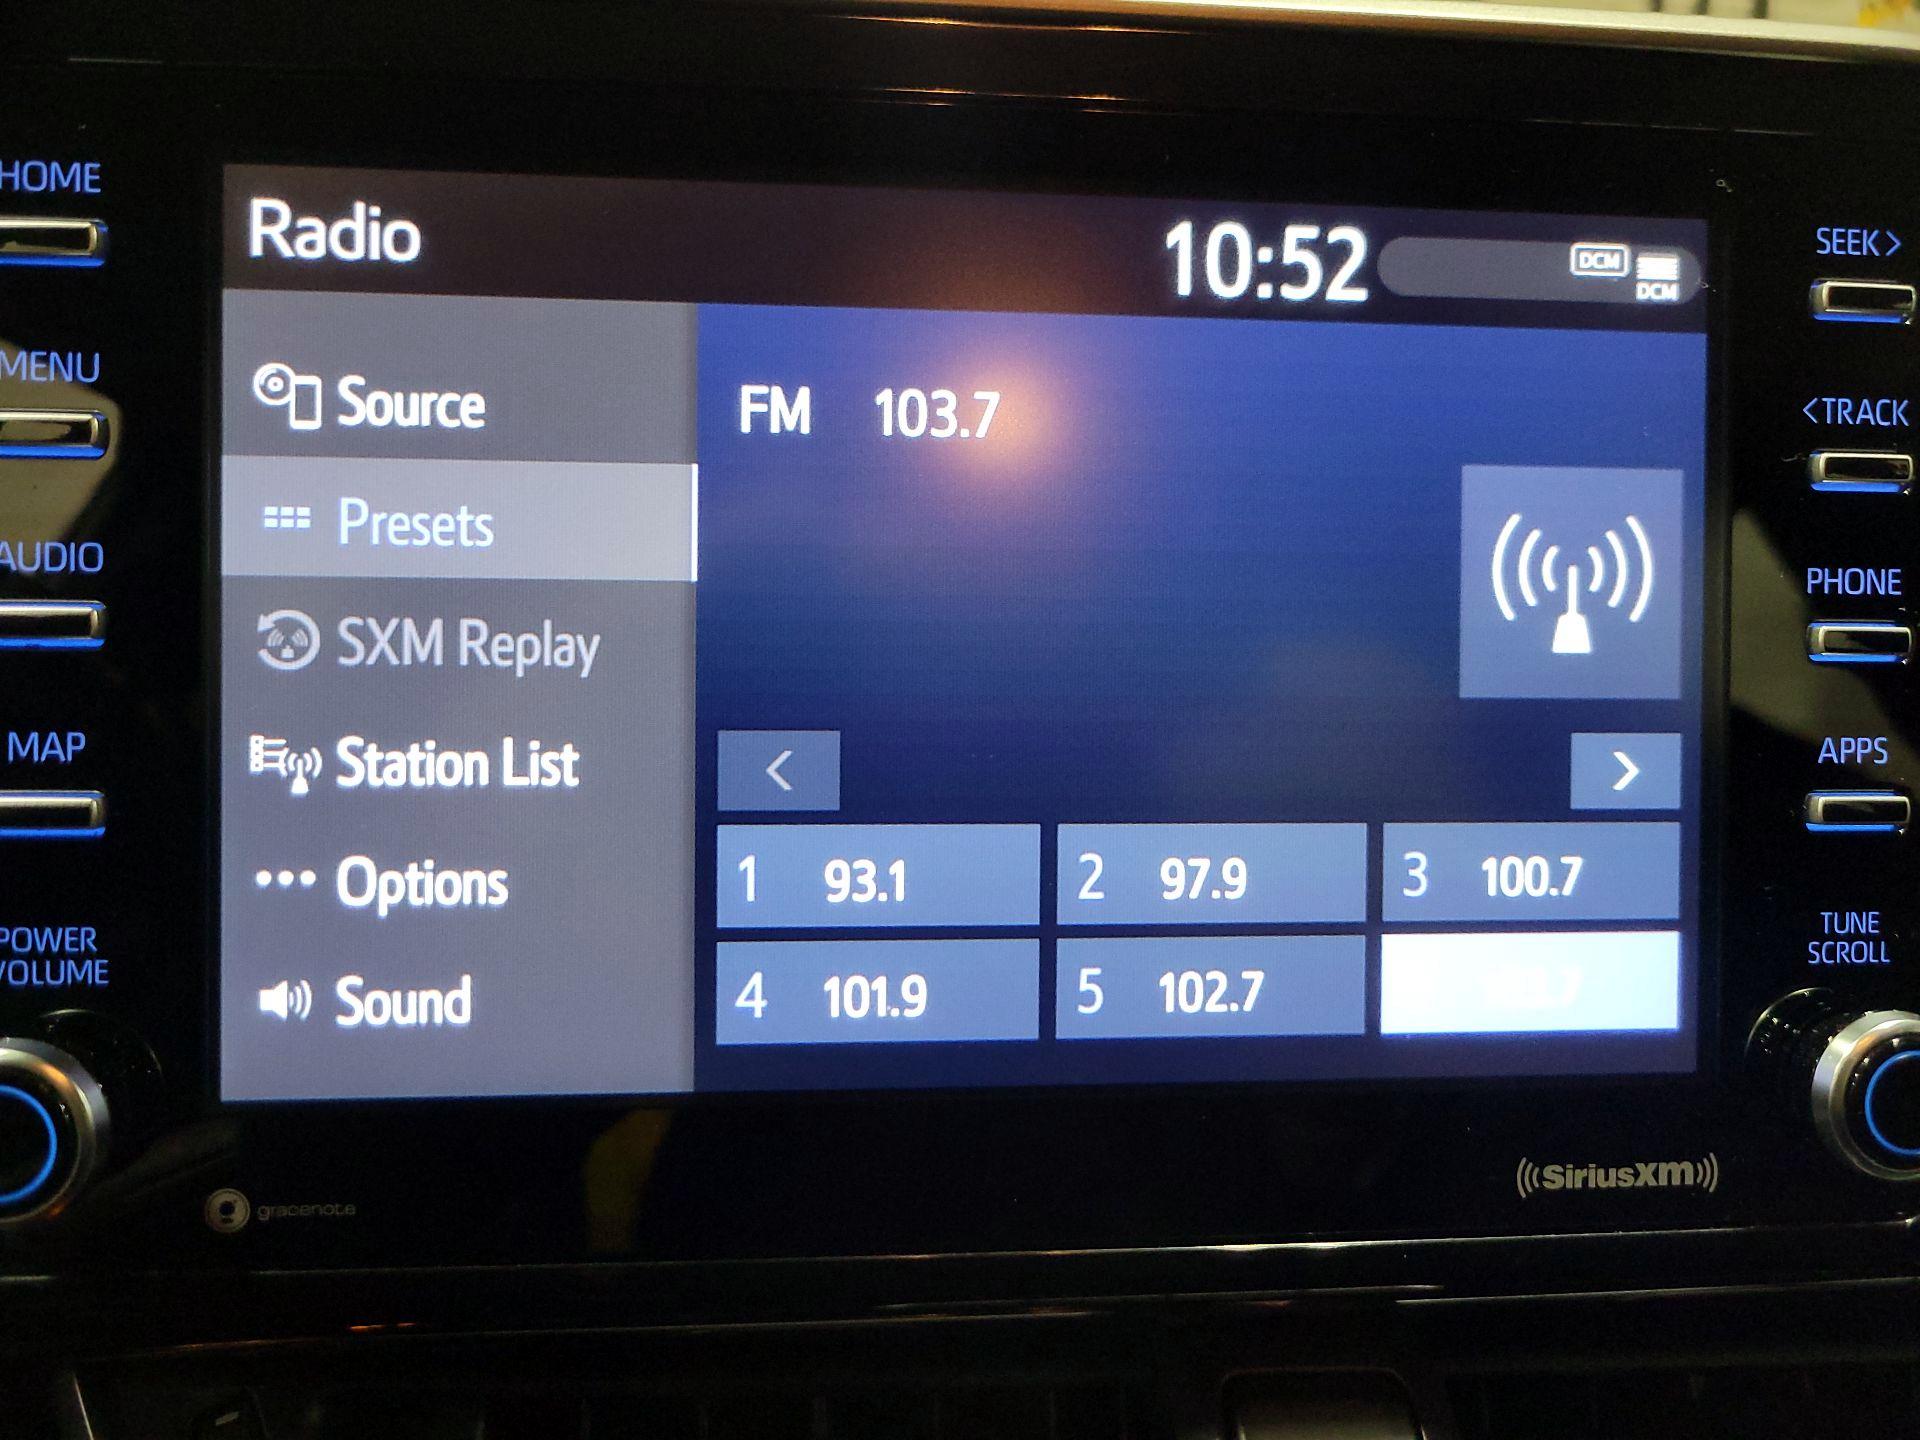 HOME
MENU
AUDIO
MAP
POWER
VOLUME
Radio
10:52
DCM
DCM
Source
Presets
SXM Replay
Station List
Options
Sound
FM 103.7
<
>
1 93.1
2 97.9
3 100.7
4 101.9
5 102.7
SEEK >
< TRACK
PHONE
APPS
TUNE
SCROLL
gracenote
((SiriusXM))